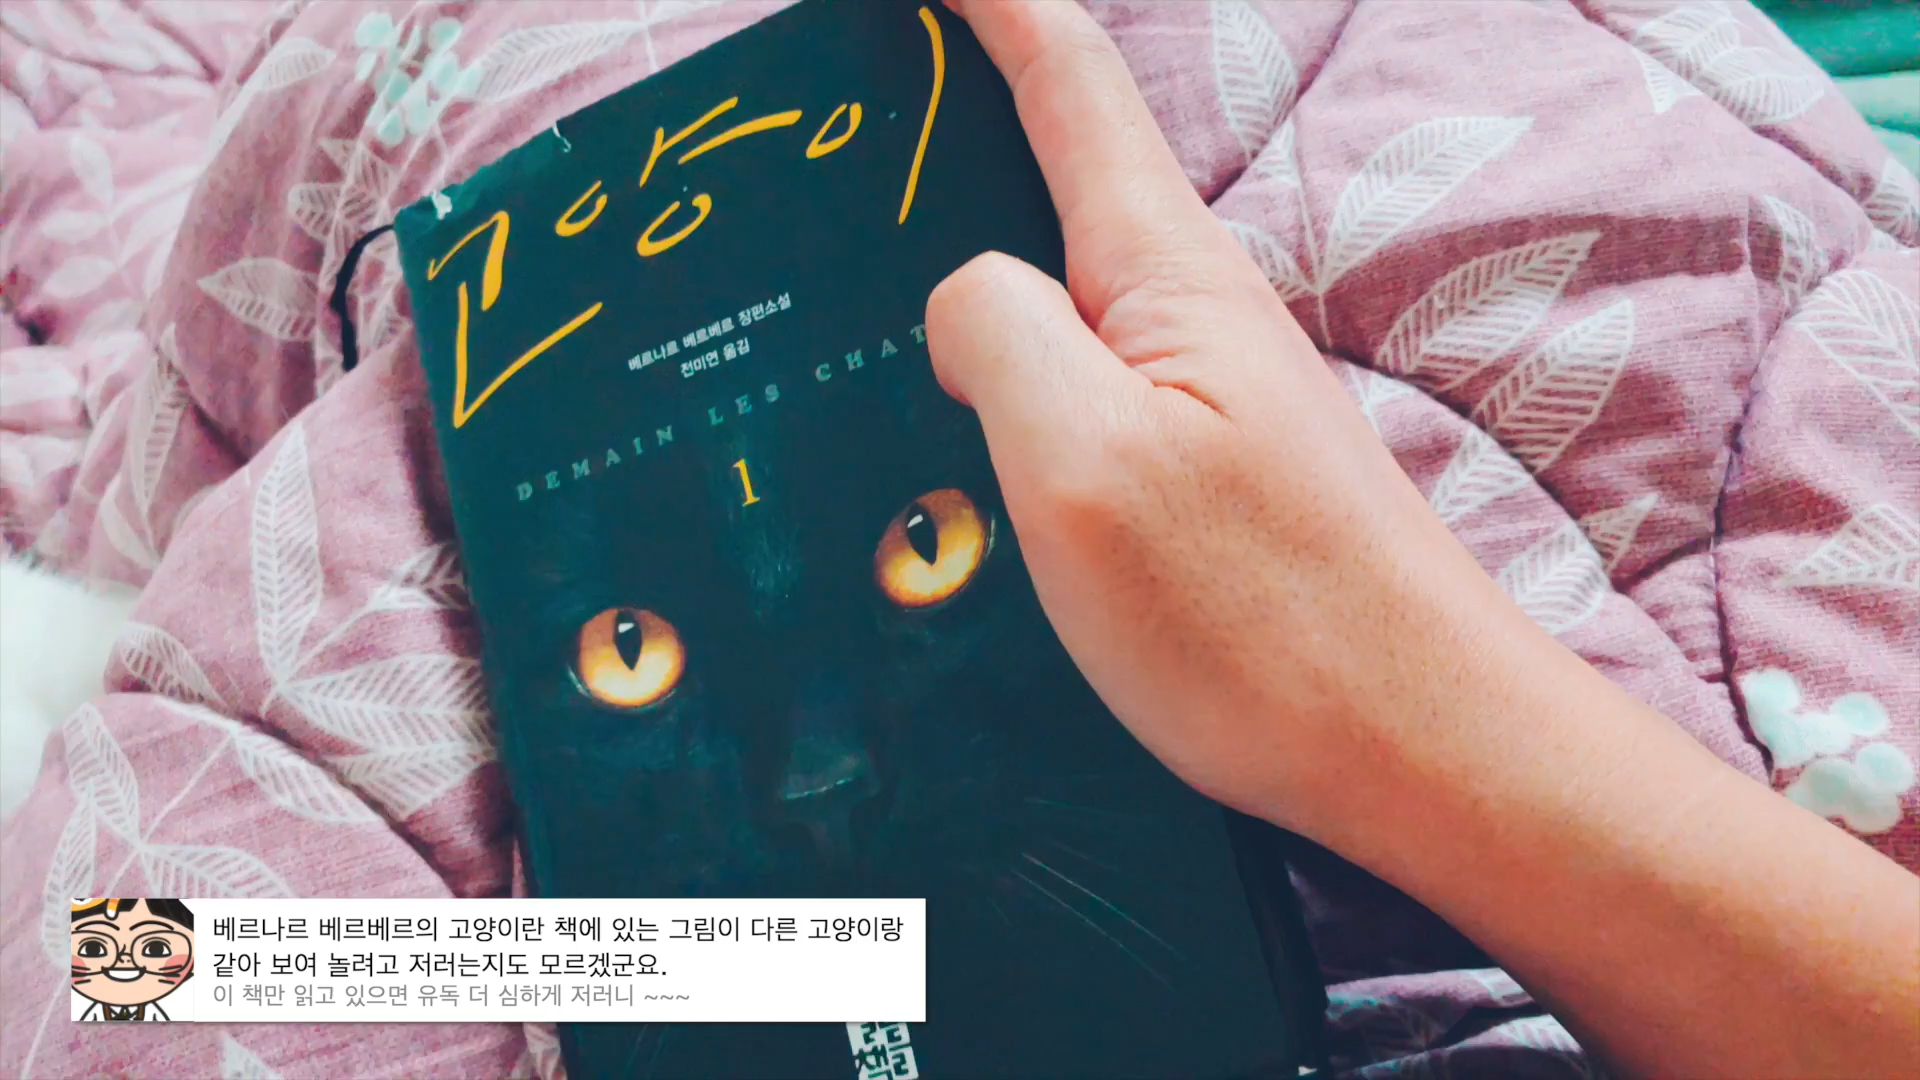 고양이
베르나르 베르베르 장편소설
전미연 옮김
DEMAIN LES CHAT
1
베르나르 베르베르의 고양이란 책에 있는 그림이 다른 고양이랑
같아 보여 놀려고 저러는지도 모르겠군요.
이 책만 읽고 있으면 유독 더 심하게 저러니 ~~~
책들